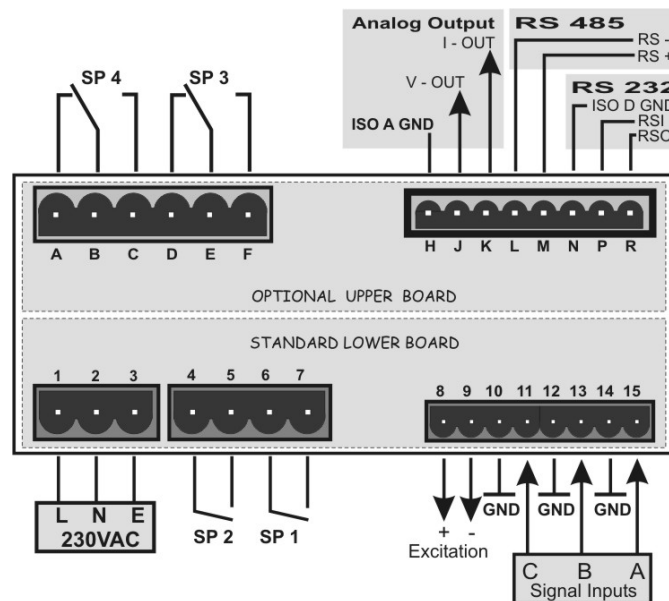 Analog Output RS 485
I - OUT RS -
V - OUT RS +
SP 4 SP 3 RS 232
ISO A GND ISO D GND
RSI
A B C D E F H J K L M N P R
OPTIONAL UPPER BOARD
STANDARD LOWER BOARD
1 2 3 4 5 6 7 8 9 10 11 12 13 14 15
L N E
230VAC
SP 2 SP 1
+ - GND GND GND
Excitation
C B A
Signal Inputs